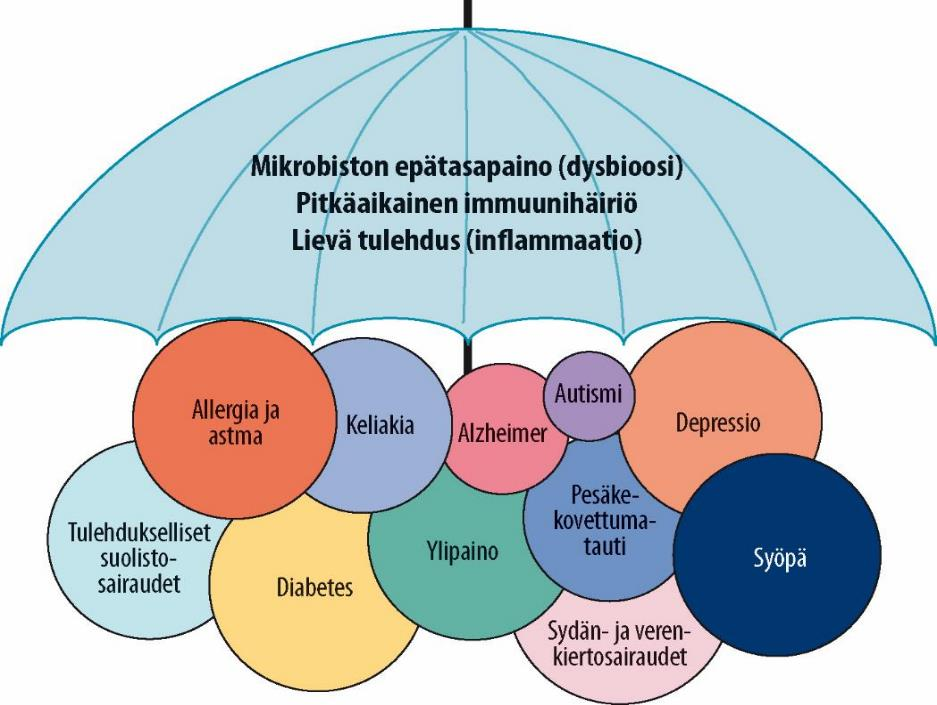 Mikrobiston epätasapaino (dysbioosi)
Pitkäaikainen immuunihäiriö
Lievä tulehdus (inflammaatio)
Allergia ja
astma
Keliakia
Alzheimer
Autismi
Depressio
Tulehdukselliset
suolisto-
sairaudet
Diabetes
Ylipaino
Pesäke-
kovettuma-
tauti
Syöpä
Sydän- ja veren-
kiertosairaudet